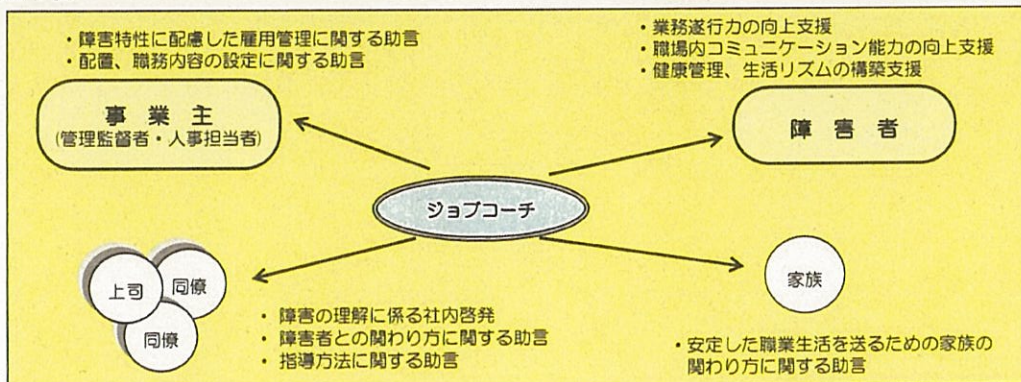 ・障害特性に配慮した雇用管理に関する助言
・配置、職務内容の設定に関する助言
事業主
(管理監督者・人事担当者)
・業務遂行力の向上支援
・職場内コミュニケーション能力の向上支援
・健康管理、生活リズムの構築支援
障害者
ジョブコーチ
上司
同僚
同僚
・障害の理解に係る社内啓発
・障害者との関わり方に関する助言
・指導方法に関する助言
家族
・安定した職業生活を送るための家族の
関わり方に関する助言